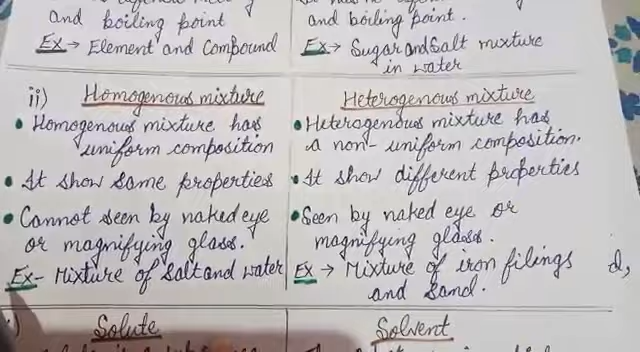 and boiling point
and boiling point.
Ex → Element and Compound
Ex → Sugar and Salt mixture
in water
ii) Homogenous mixture
Heterogenous mixture
• Homogenous mixture has
uniform composition
• Heterogenous mixture has
a non-uniform composition.
• It show same properties
• It show different properties
• Cannot seen by naked eye
or magnifying glass.
• Seen by naked eye or
magnifying glass.
Ex - Mixture of Salt and water
Ex → Mixture of iron filings
and Sand.
d,
Solute
Solvent